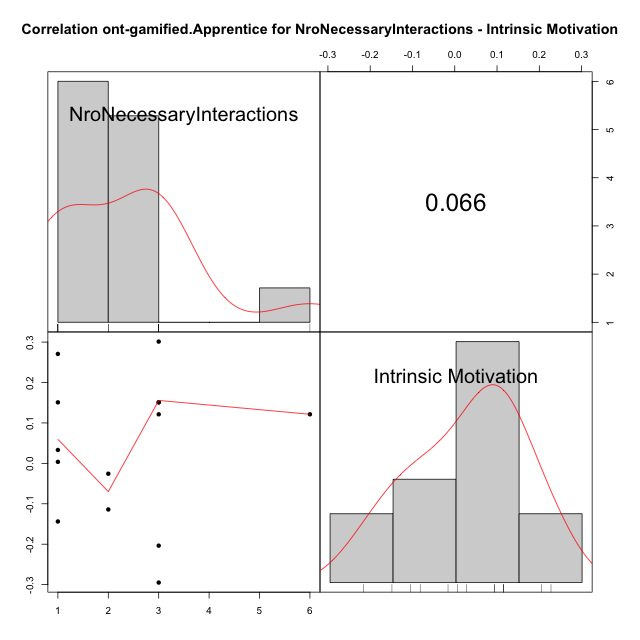 Correlation ont-gamified.Apprentice for NroNecessaryInteractions - Intrinsic Motivation
-0.3 -0.2 -0.1 0.0 0.1 0.2 0.3
NroNecessaryInteractions
0.066
6
5
4
3
2
1
0.3
0.2
0.1
0.0
-0.1
-0.2
-0.3
Intrinsic Motivation
1 2 3 4 5 6